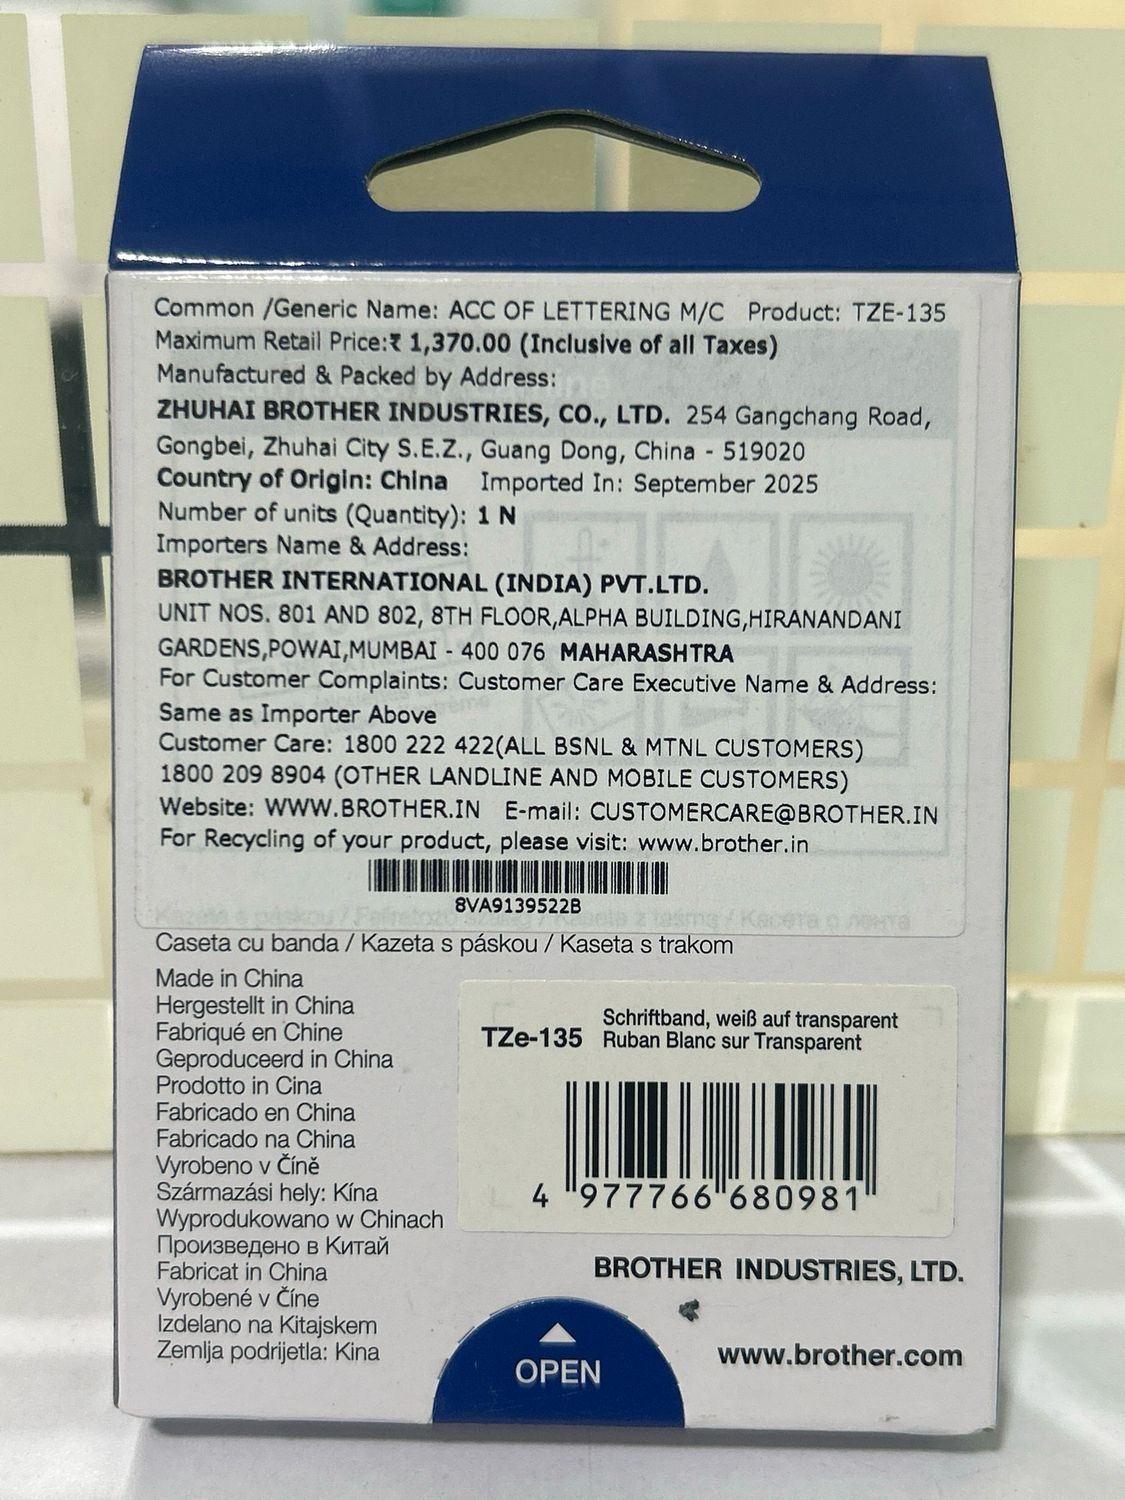 Common /Generic Name: ACC OF LETTERING M/C Product: TZE-135
Maximum Retail Price:₹ 1,370.00 (Inclusive of all Taxes)
Manufactured & Packed by Address:
ZHUHAI BROTHER INDUSTRIES, CO., LTD. 254 Gangchang Road,
Gongbei, Zhuhai City S.E.Z., Guang Dong, China - 519020
Country of Origin: China Imported In: September 2025
Number of units (Quantity): 1 N
Importers Name & Address:
BROTHER INTERNATIONAL (INDIA) PVT.LTD.
UNIT NOS. 801 AND 802, 8TH FLOOR,ALPHA BUILDING,HIRANANDANI
GARDENS,POWAI,MUMBAI - 400 076 MAHARASHTRA
For Customer Complaints: Customer Care Executive Name & Address:
Same as Importer Above
Customer Care: 1800 222 422(ALL BSNL & MTNL CUSTOMERS)
1800 209 8904 (OTHER LANDLINE AND MOBILE CUSTOMERS)
Website: WWW.BROTHER.IN E-mail: CUSTOMERCARE@BROTHER.IN
For Recycling of your product, please visit: www.brother.in
8VA9139522B
Caseta cu banda / Kazeta s páskou / Kaseta s trakom
Made in China
Hergestellt in China
Fabriqué en Chine
Geproduceerd in China
Prodotto in Cina
Fabricado en China
Fabricado na China
Vyrobeno v Číně
Származási hely: Kína
Wyprodukowano w Chinach
Произведено в Китай
Fabricat in China
Vyrobené v Číne
Izdelano na Kitajskem
Zemlja podrijetla: Kina
TZe-135
Schriftband, weiß auf transparent
Ruban Blanc sur Transparent
4 977766 680981
BROTHER INDUSTRIES, LTD.
www.brother.com
OPEN